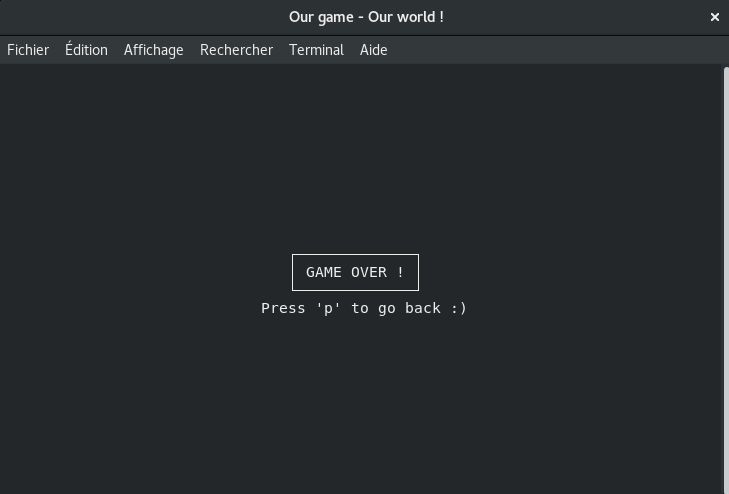 Our game - Our world !
Fichier Édition Affichage Rechercher Terminal Aide
GAME OVER !
Press 'p' to go back :)